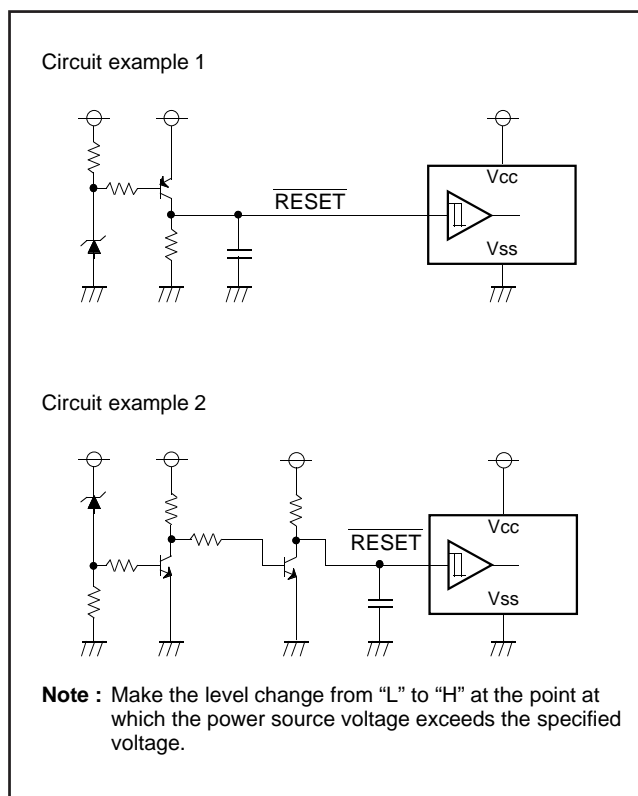 Circuit example 1
RESET
Vcc
Vss
Circuit example 2
RESET
Vcc
Vss
Note : Make the level change from “L” to “H” at the point at
which the power source voltage exceeds the specified
voltage.